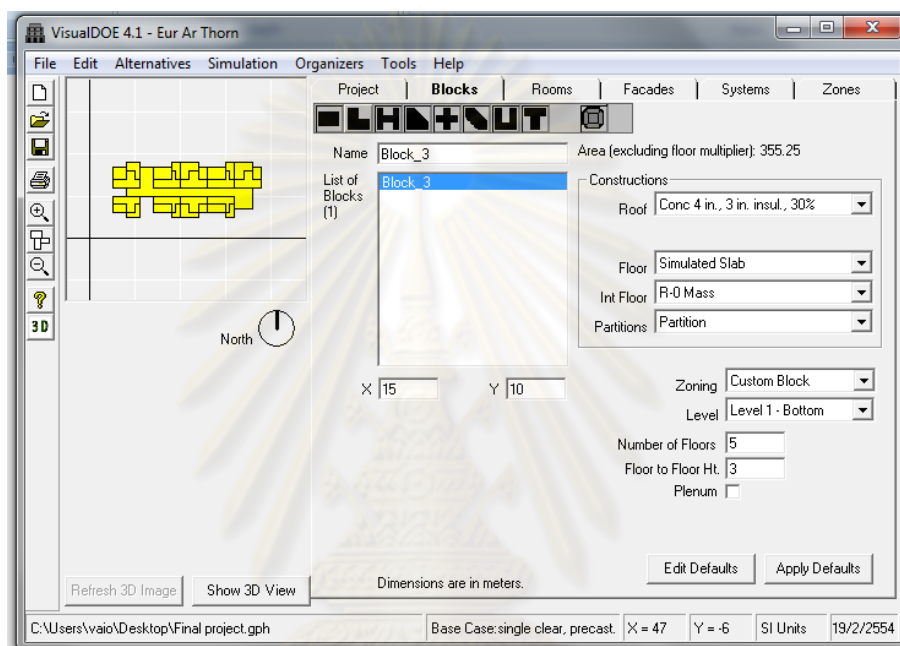 VisualDOE 4.1 - Eur Ar Thorn
File Edit Alternatives Simulation Organizers Tools Help
Project Blocks Rooms Facades Systems Zones
Name Block_3
Area (excluding floor multiplier): 355.25
List of
Blocks
(1)
Block_3
Constructions
Roof Conc 4 in., 3 in. insul., 30%
Floor Simulated Slab
Int Floor R-0 Mass
Partitions Partition
3D
North
X 15 Y 10
Zoning Custom Block
Level Level 1 - Bottom
Number of Floors 5
Floor to Floor Ht. 3
Plenum
Edit Defaults Apply Defaults
Refresh 3D Image Show 3D View
Dimensions are in meters.
C:\Users\vaio\Desktop\Final project.gph Base Case:single clear, precast. X = 47 Y = -6 SI Units 19/2/2554